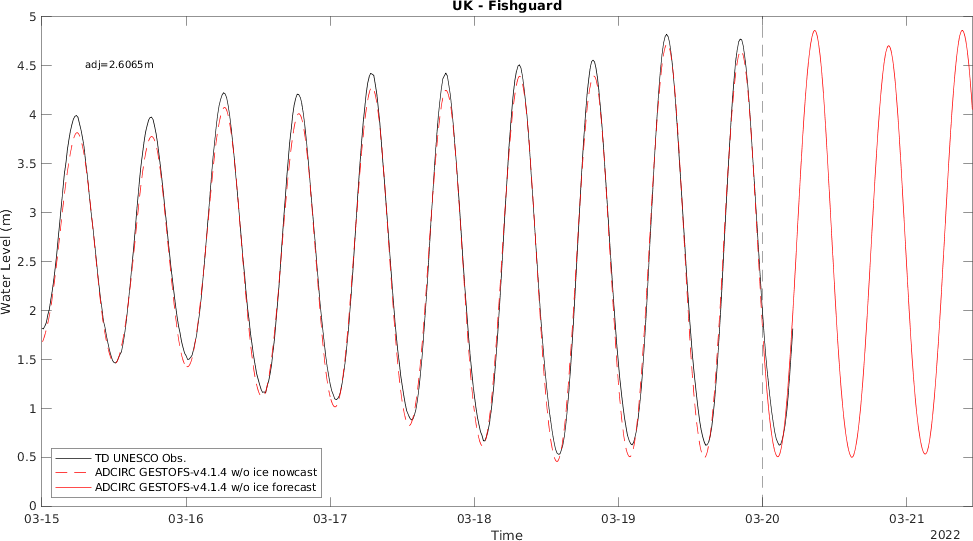 UK - Fishguard
5
4.5
4
3.5
3
2.5
2
1.5
1
0.5
0
Water Level (m)
adj=2.6065m
TD UNESCO Obs.
ADCIRC GESTOFS-v4.1.4 w/o ice nowcast
ADCIRC GESTOFS-v4.1.4 w/o ice forecast
03-15 03-16 03-17 03-18 03-19 03-20 03-21
Time
2022